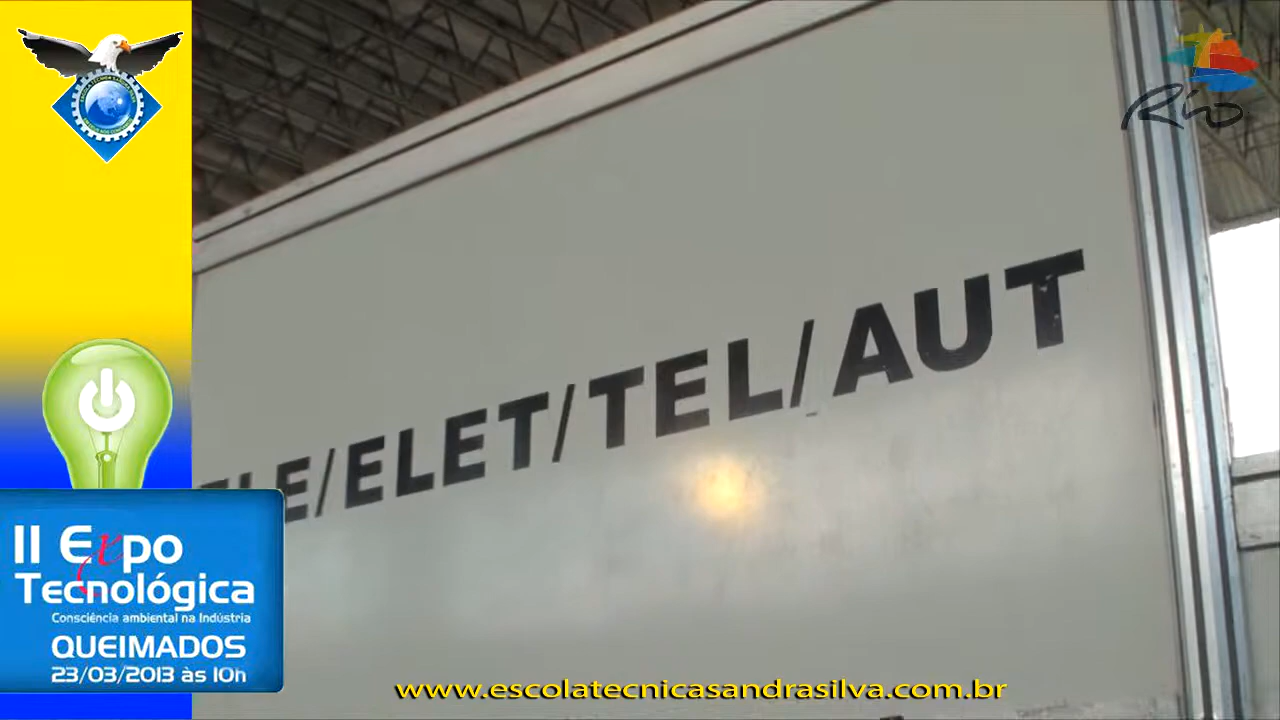 Rio
ELE/ELET/TEL/AUT
II Expo
Tecnológica
Consciência ambiental na Indústria
QUEIMADOS
23/03/2013 às 10h
www.escolatecnicasandrasilva.com.br